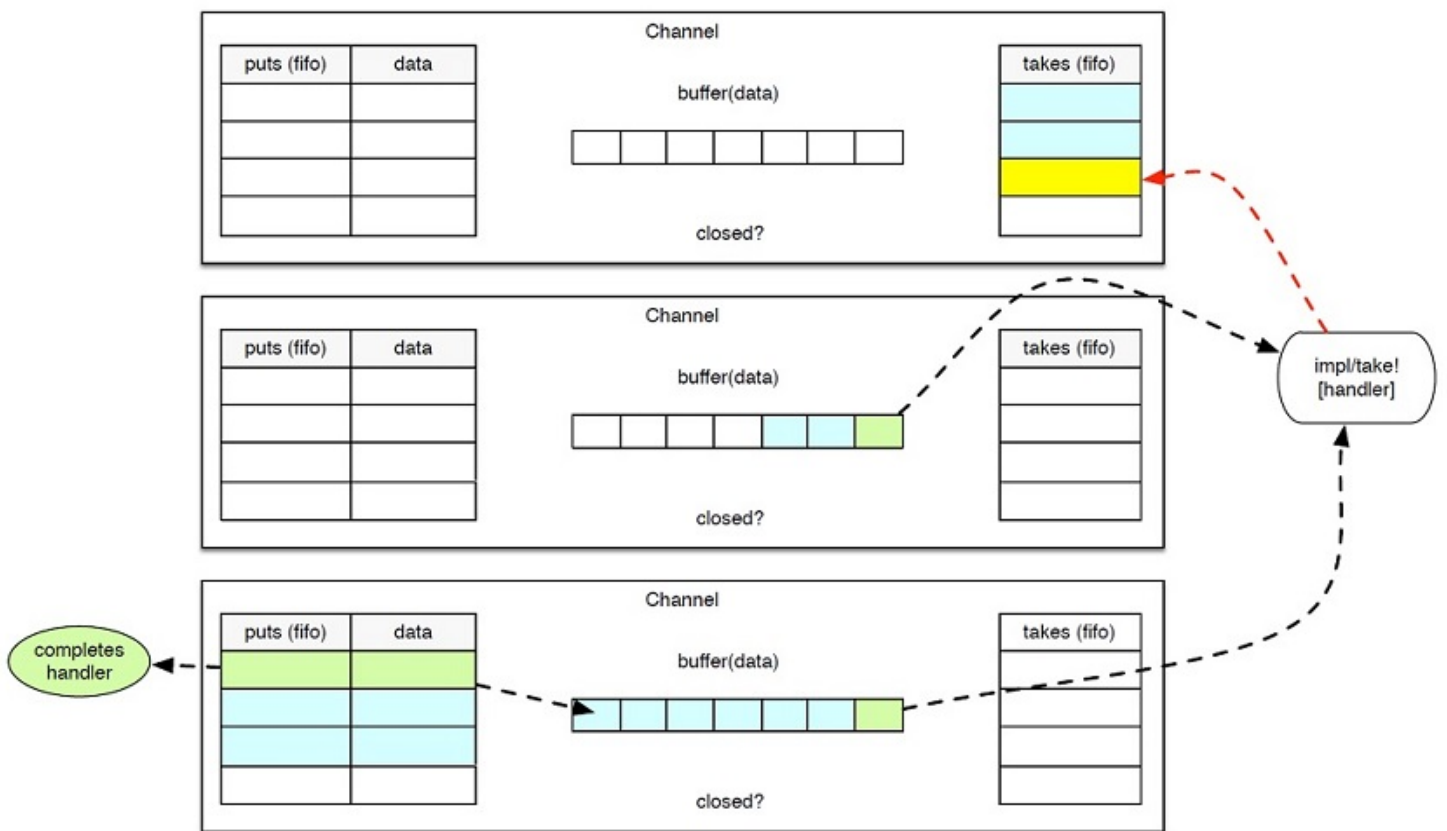 Channel
puts (fifo) data takes (fifo)
buffer(data)
closed?
Channel
puts (fifo) data takes (fifo)
buffer(data)
closed?
impl/take!
[handler]
Channel
puts (fifo) data takes (fifo)
buffer(data)
closed?
completes
handler